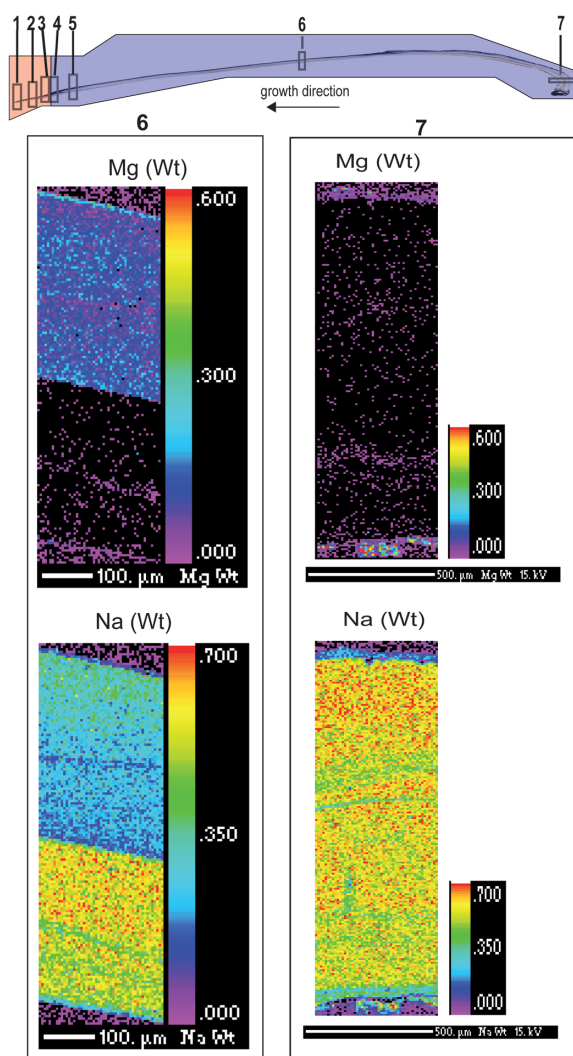 1 2 3 4 5 6 7
growth direction
6
Mg (Wt)
.600
.300
.000
100. µm Mg Wt
Na (Wt)
.700
.350
.000
100. µm Na Wt
7
Mg (Wt)
.600
.300
.000
500. µm Mg Wt 15. kV
Na (Wt)
.700
.350
.000
500. µm Na Wt 15. kV